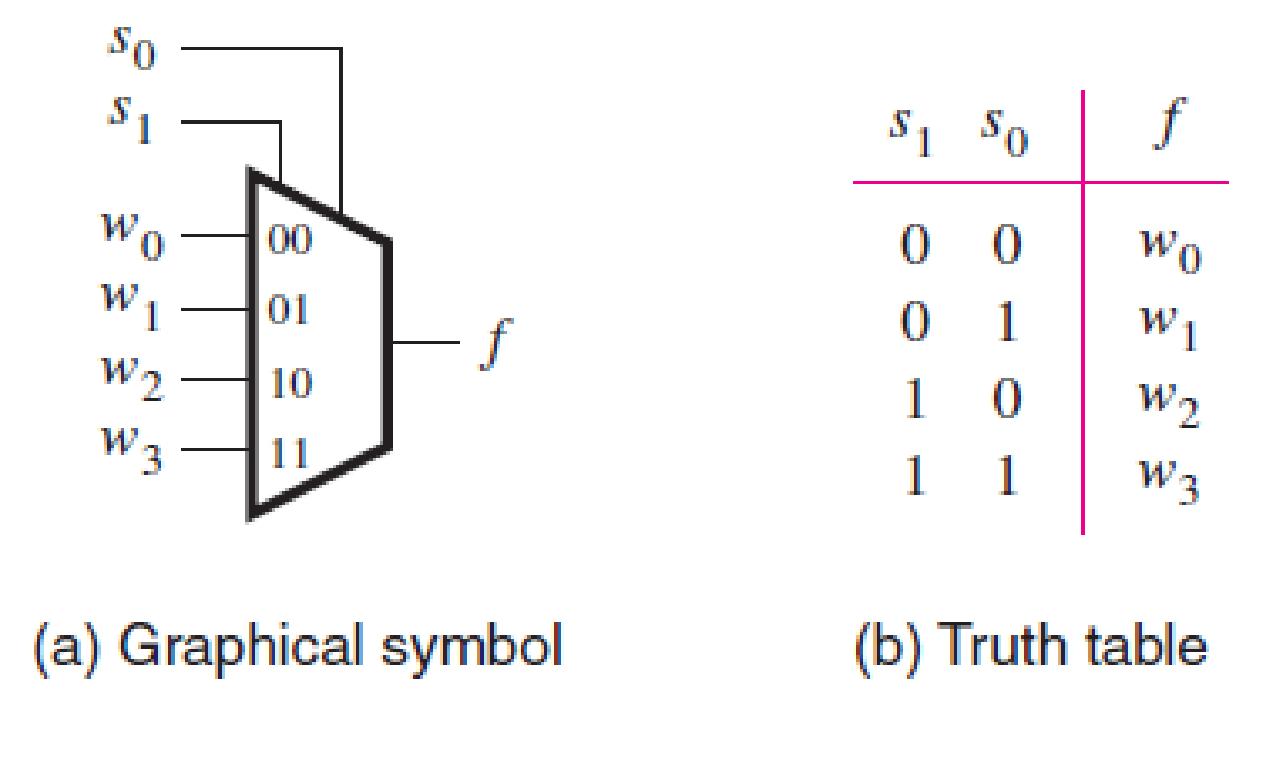 s0
s1
w0 00
w1 01
w2 10
w3 11
f
s1 s0 f
0 0 w0
0 1 w1
1 0 w2
1 1 w3
(a) Graphical symbol
(b) Truth table